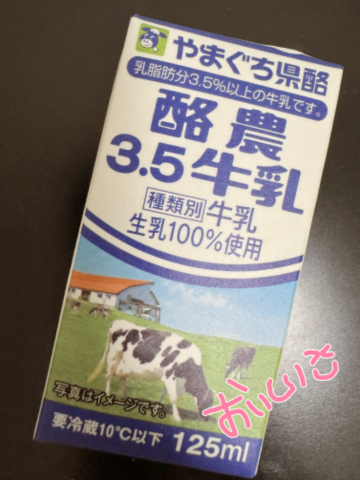 やまぐち県酪
乳脂肪分3.5%以上の牛乳です。
酪農
3.5牛乳
種類別 牛乳
生乳100%使用
写真はイメージです。
要冷蔵10℃以下 125ml
おいしいさ